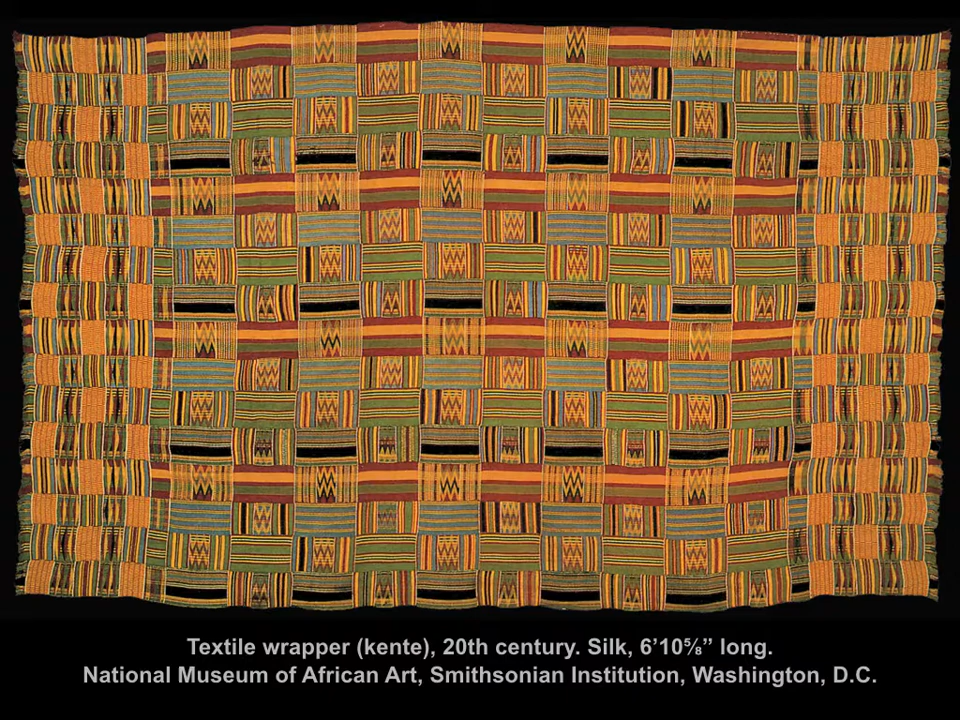 Textile wrapper (kente), 20th century. Silk, 6’10⅝” long.
National Museum of African Art, Smithsonian Institution, Washington, D.C.